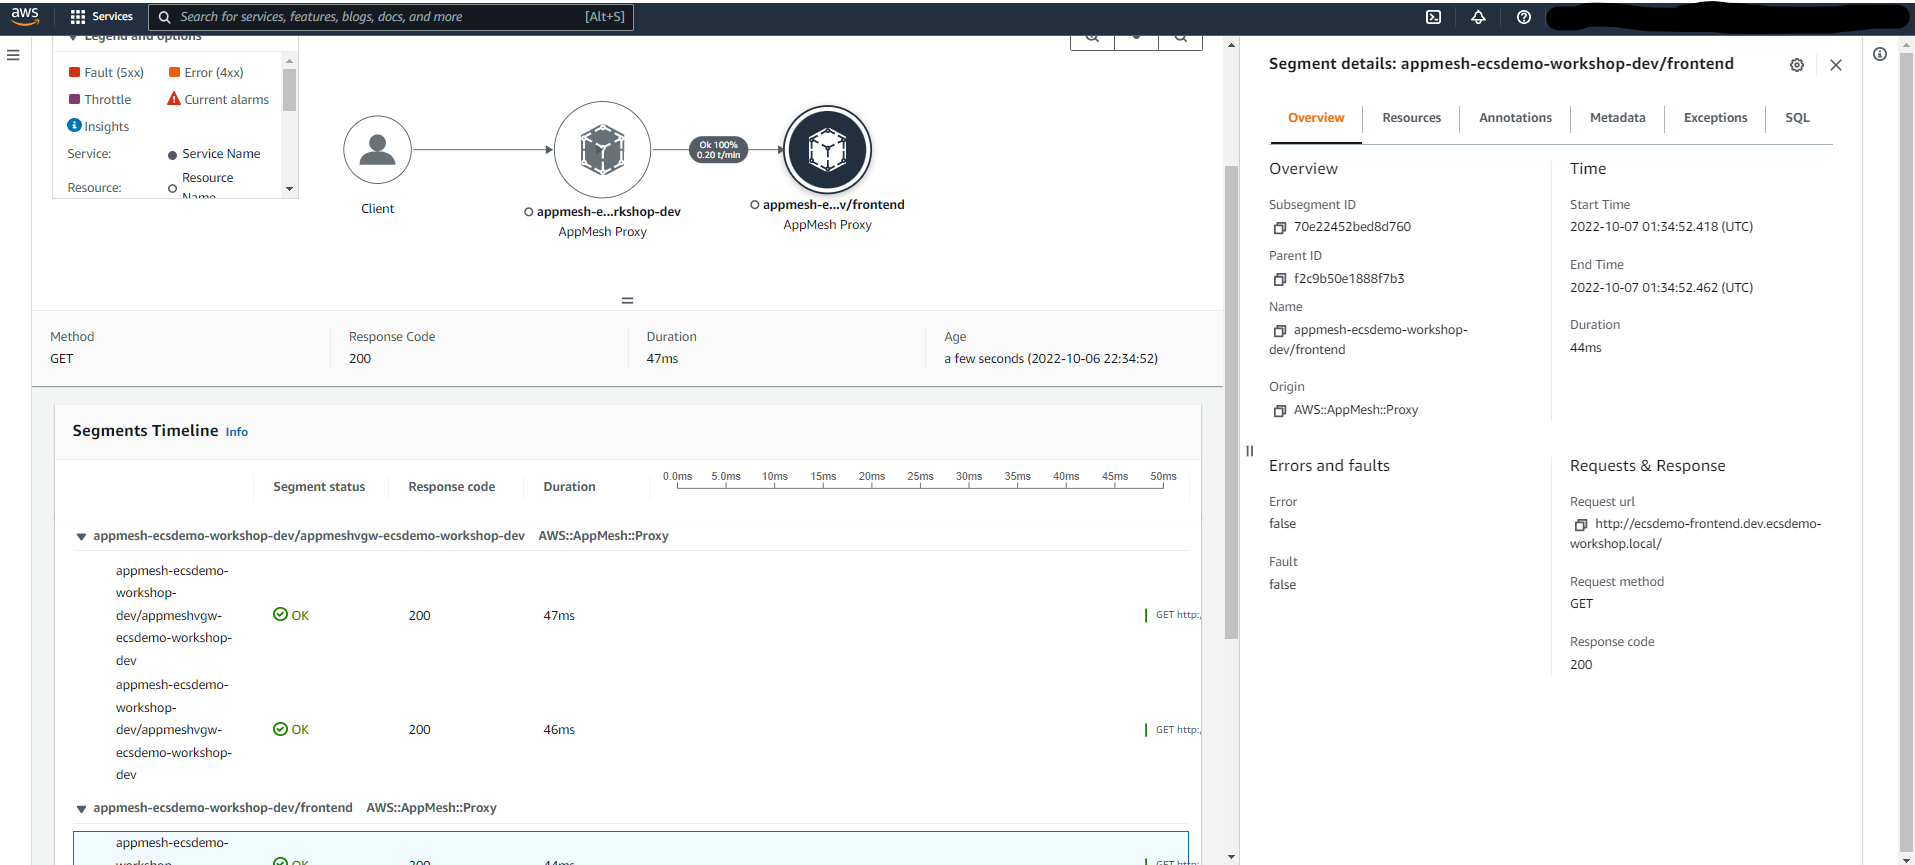 aws
Services
Search for services, features, blogs, docs, and more
[Alt+S]
Legend and options
Fault (5xx)
Error (4xx)
Throttle
Current alarms
Insights
Service:
Service Name
Resource:
Resource
Name
Client
appmesh-e...rkshop-dev
AppMesh Proxy
Ok 100%
0.20 t/min
appmesh-e...v/frontend
AppMesh Proxy
Method
GET
Response Code
200
Duration
47ms
Age
a few seconds (2022-10-06 22:34:52)
Segments Timeline Info
Segment status
Response code
Duration
0.0ms 5.0ms 10ms 15ms 20ms 25ms 30ms 35ms 40ms 45ms 50ms
appmesh-ecsdemo-workshop-dev/appmeshvgw-ecsdemo-workshop-dev AWS::AppMesh::Proxy
appmesh-ecsdemo-
workshop-
dev/appmeshvgw-
ecsdemo-workshop-
dev
OK
200
47ms
GET http:/
appmesh-ecsdemo-
workshop-
dev/appmeshvgw-
ecsdemo-workshop-
dev
OK
200
46ms
GET http:/
appmesh-ecsdemo-workshop-dev/frontend AWS::AppMesh::Proxy
appmesh-ecsdemo-
workshop-
OK
200
44ms
GET http:
Segment details: appmesh-ecsdemo-workshop-dev/frontend
Overview
Resources
Annotations
Metadata
Exceptions
SQL
Overview
Subsegment ID
70e22452bed8d760
Parent ID
f2c9b50e1888f7b3
Name
appmesh-ecsdemo-workshop-
dev/frontend
Origin
AWS::AppMesh::Proxy
Time
Start Time
2022-10-07 01:34:52.418 (UTC)
End Time
2022-10-07 01:34:52.462 (UTC)
Duration
44ms
Errors and faults
Error
false
Fault
false
Requests & Response
Request url
http://ecsdemo-frontend.dev.ecsdemo-
workshop.local/
Request method
GET
Response code
200